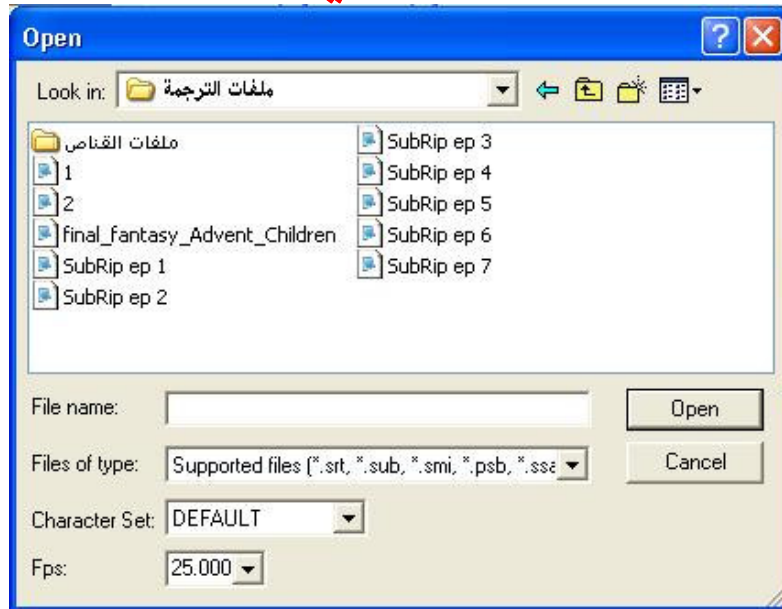 Open
Look in: ملفات الترجمة
ملفات القناص
1
2
final_fantasy_Advent_Children
SubRip ep 1
SubRip ep 2
SubRip ep 3
SubRip ep 4
SubRip ep 5
SubRip ep 6
SubRip ep 7
File name:
Open
Files of type: Supported files (*.srt, *.sub, *.smi, *.psb, *.ssa
Cancel
Character Set: DEFAULT
Fps: 25.000